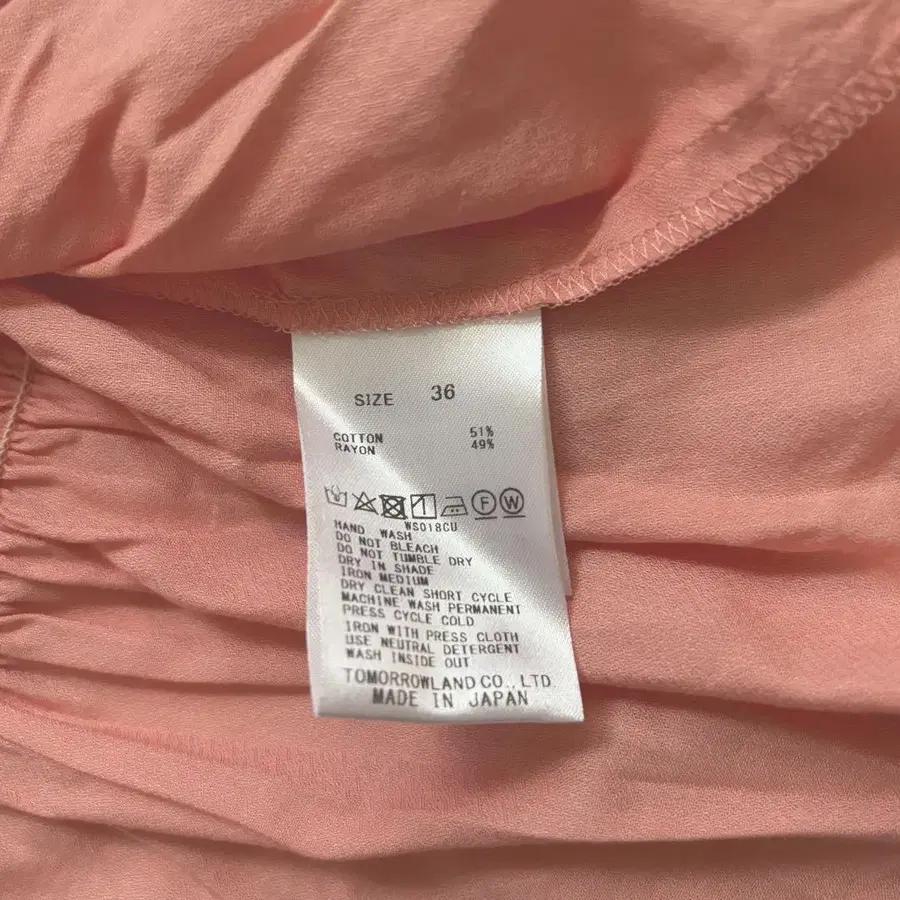 SIZE 36
COTTON 51%
RAYON 49%
F W
WS018CU
HAND WASH
DO NOT BLEACH
DO NOT TUMBLE DRY
DRY IN SHADE
IRON MEDIUM
DRY CLEAN SHORT CYCLE
MACHINE WASH PERMANENT
PRESS CYCLE COLD
IRON WITH PRESS CLOTH
USE NEUTRAL DETERGENT
WASH INSIDE OUT
TOMORROWLAND CO., LTD.
MADE IN JAPAN